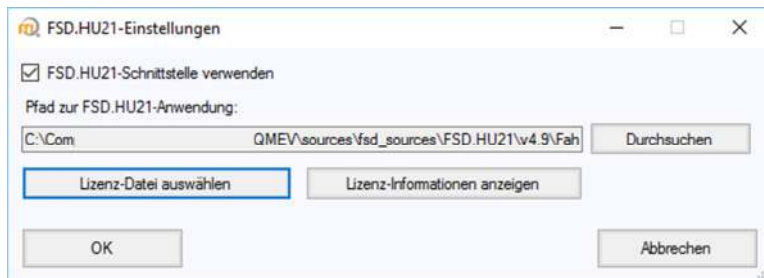 FSD.HU21-Einstellungen
FSD.HU21-Schnittstelle verwenden
Pfad zur FSD.HU21-Anwendung:
C:\Com QMEV\sources\fsd_sources\FSD.HU21\v4.9\Fah Durchsuchen
Lizenz-Datei auswählen Lizenz-Informationen anzeigen
OK Abbrechen